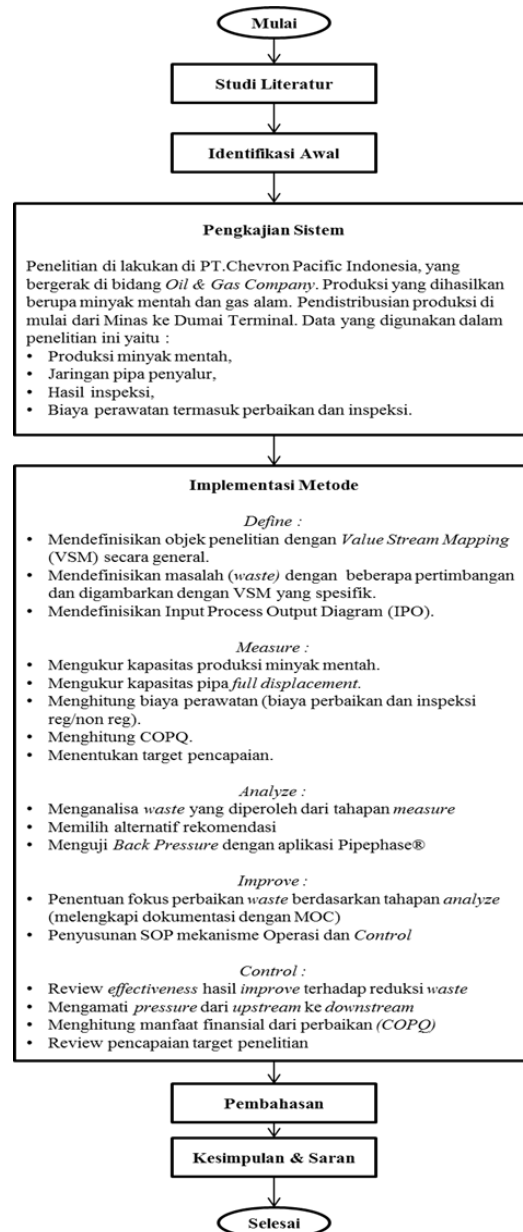 Mulai
Studi Literatur
Identifikasi Awal
Pengkajian Sistem
Penelitian di lakukan di PT.Chevron Pacific Indonesia, yang
bergerak di bidang Oil & Gas Company. Produksi yang dihasilkan
berupa minyak mentah dan gas alam. Pendistribusian produksi di
mulai dari Minas ke Dumai Terminal. Data yang digunakan dalam
penelitian ini yaitu :
• Produksi minyak mentah,
• Jaringan pipa penyalur,
• Hasil inspeksi,
• Biaya perawatan termasuk perbaikan dan inspeksi.
Implementasi Metode
Define :
• Mendefinisikan objek penelitian dengan Value Stream Mapping
(VSM) secara general.
• Mendefinisikan masalah (waste) dengan beberapa pertimbangan
dan digambarkan dengan VSM yang spesifik.
• Mendefinisikan Input Process Output Diagram (IPO).
Measure :
• Mengukur kapasitas produksi minyak mentah.
• Mengukur kapasitas pipa full displacement.
• Menghitung biaya perawatan (biaya perbaikan dan inspeksi
reg/non reg).
• Menghitung COPQ.
• Menentukan target pencapaian.
Analyze :
• Menganalisa waste yang diperoleh dari tahapan measure
• Memilih alternatif rekomendasi
• Menguji Back Pressure dengan aplikasi Pipephase®
Improve :
• Penentuan fokus perbaikan waste berdasarkan tahapan analyze
(melengkapi dokumentasi dengan MOC)
• Penyusunan SOP mekanisme Operasi dan Control
Control :
• Review effectiveness hasil improve terhadap reduksi waste
• Mengamati pressure dari upstream ke downstream
• Menghitung manfaat finansial dari perbaikan (COPQ)
• Review pencapaian target penelitian
Pembahasan
Kesimpulan & Saran
Selesai